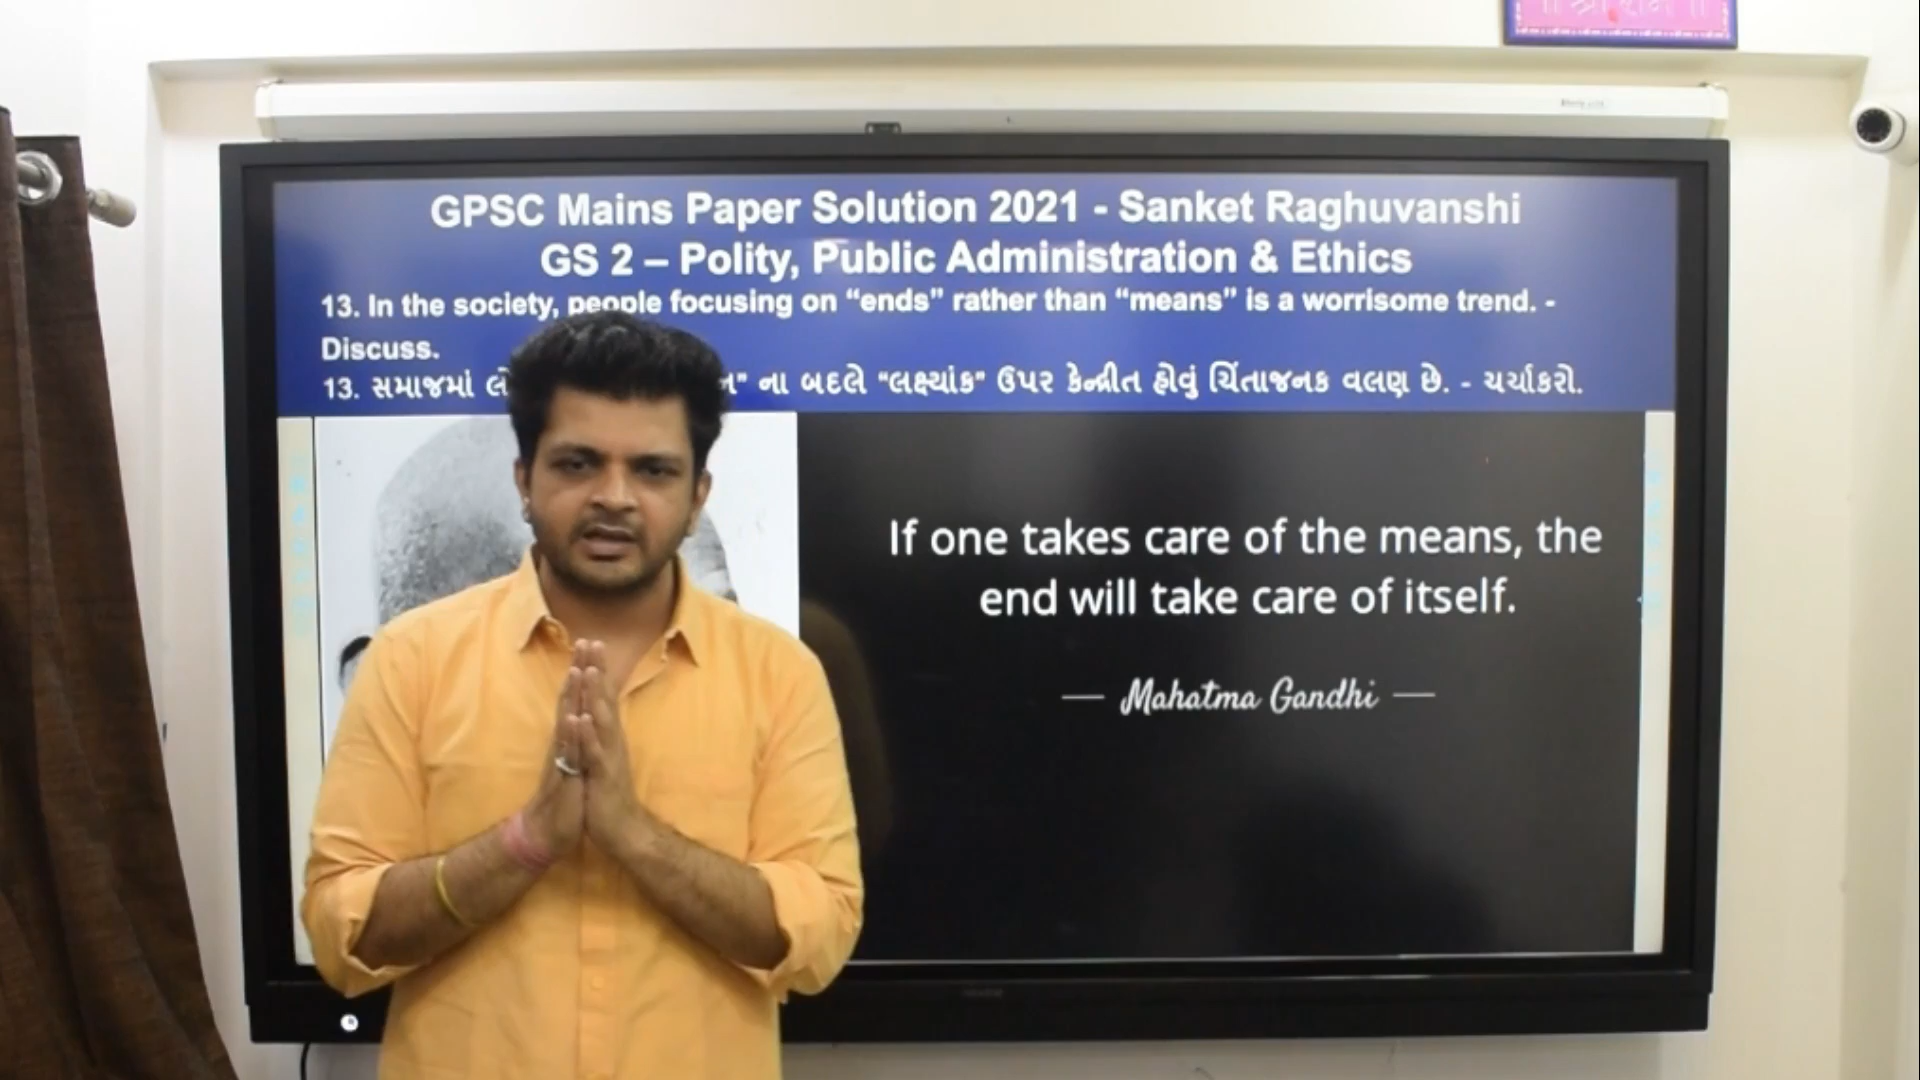 ॥ श्री राम ॥
GPSC Mains Paper Solution 2021 - Sanket Raghuvanshi
GS 2 – Polity, Public Administration & Ethics
13. In the society, people focusing on “ends” rather than “means” is a worrisome trend. -
Discuss.
13. સમાજમાં ના બદલે “લક્ષ્યાંક” ઉપર કેન્દ્રીત હોવું ચિંતાજનક વલણ છે. - ચર્ચાકરો.
If one takes care of the means, the
end will take care of itself.
— Mahatma Gandhi —